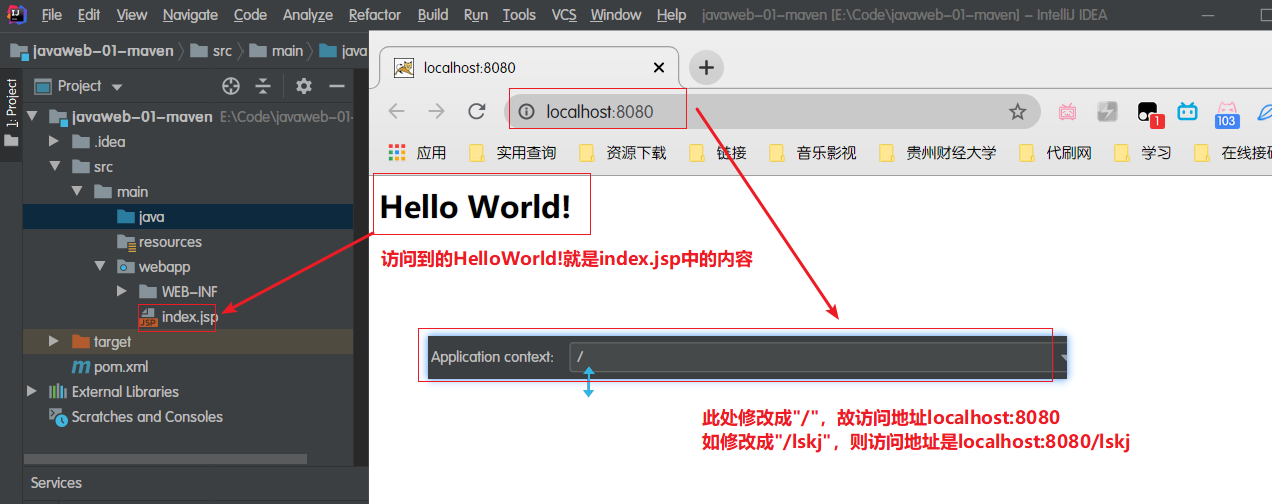 File Edit View Navigate Code Analyze Refactor Build Run Tools VCS Window Help javaweb-01-maven [E:\Code\javaweb-01-maven] - IntelliJ IDEA
javaweb-01-maven src main java
1: Project
Project
javaweb-01-maven E:\Code\javaweb-01-
.idea
src
main
java
resources
webapp
WEB-INF
index.jsp
target
pom.xml
External Libraries
Scratches and Consoles
Services
localhost:8080
localhost:8080
1
103
应用 实用查询 资源下载 链接 音乐影视 贵州财经大学 代刷网 学习 在线接码
Hello World!
访问到的HelloWorld!就是index.jsp中的内容
Application context: /
此处修改成"/"，故访问地址localhost:8080
如修改成"/lskj"，则访问地址是localhost:8080/lskj